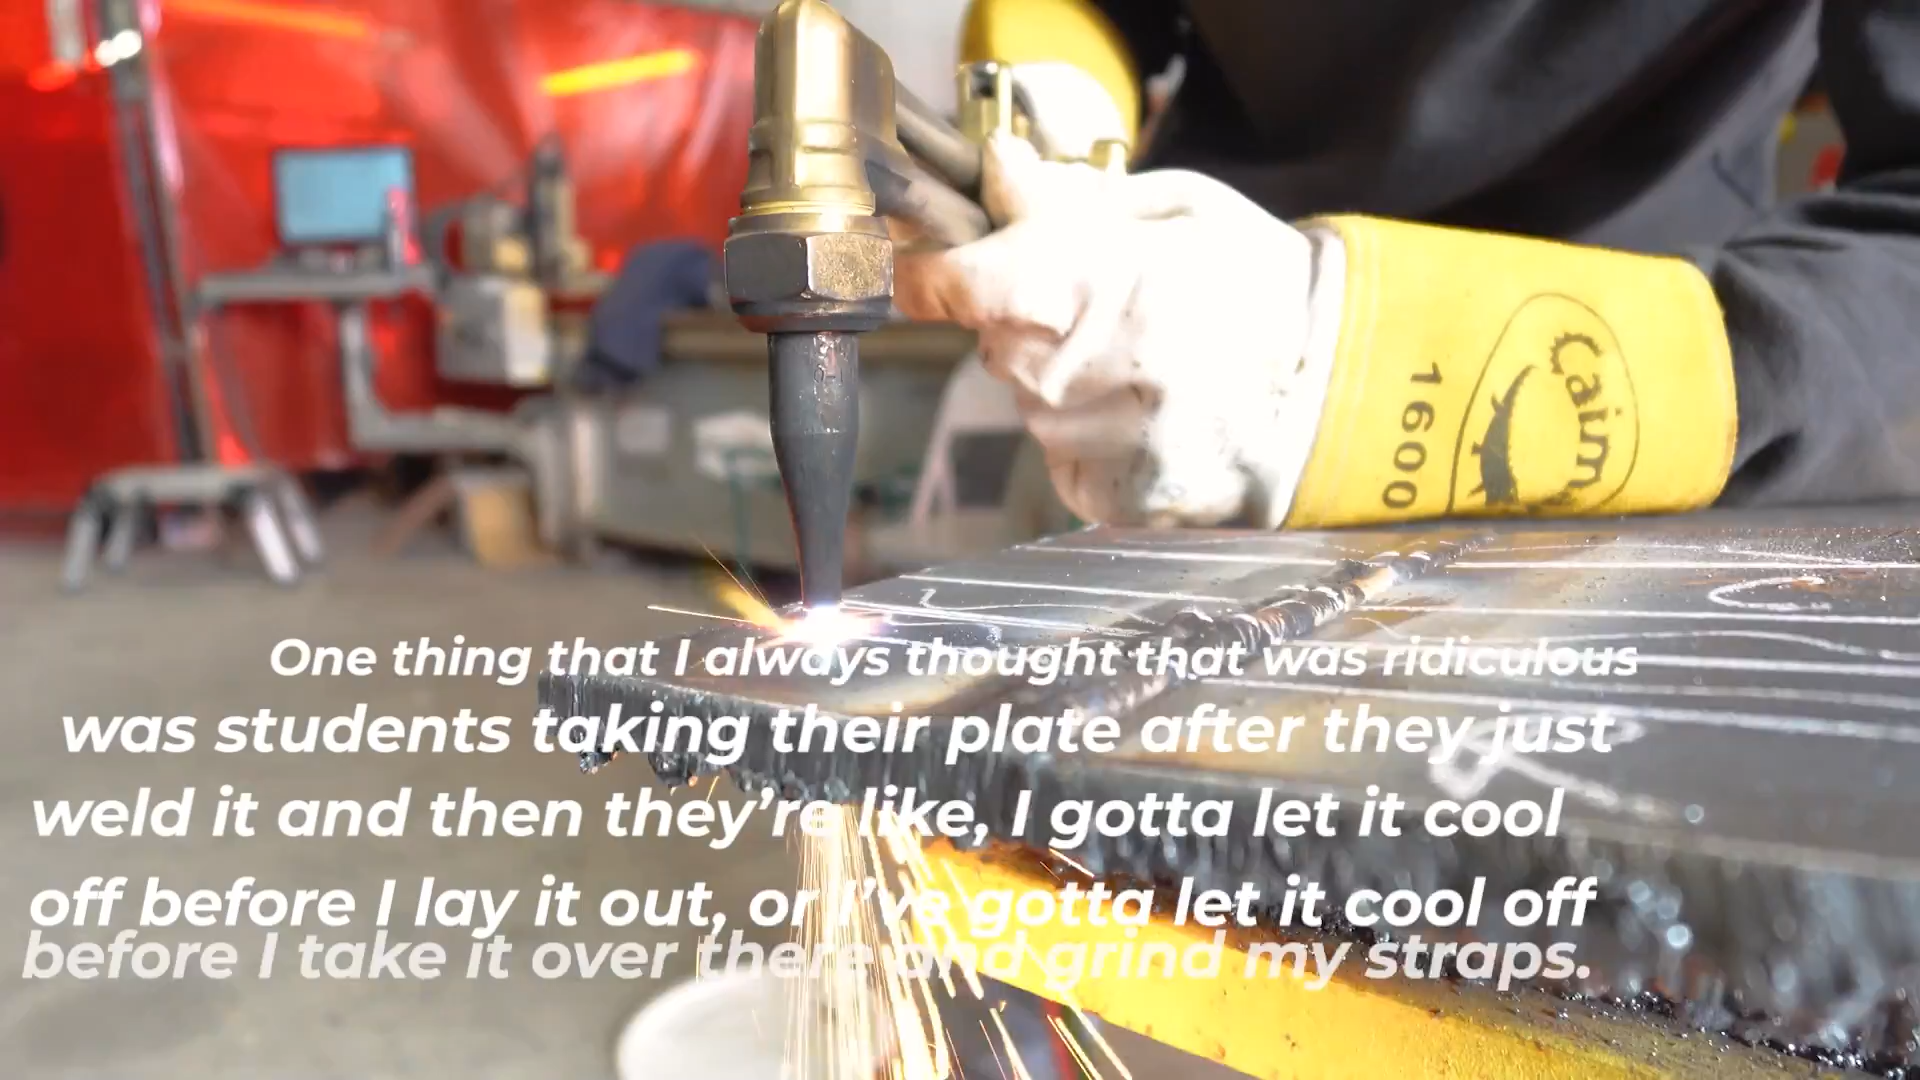 Caim
1600
One thing that I always thought that was ridiculous
was students taking their plate after they just
weld it and then they’re like, I gotta let it cool
off before I lay it out, or I’ve gotta let it cool off
before I take it over there and grind my straps.